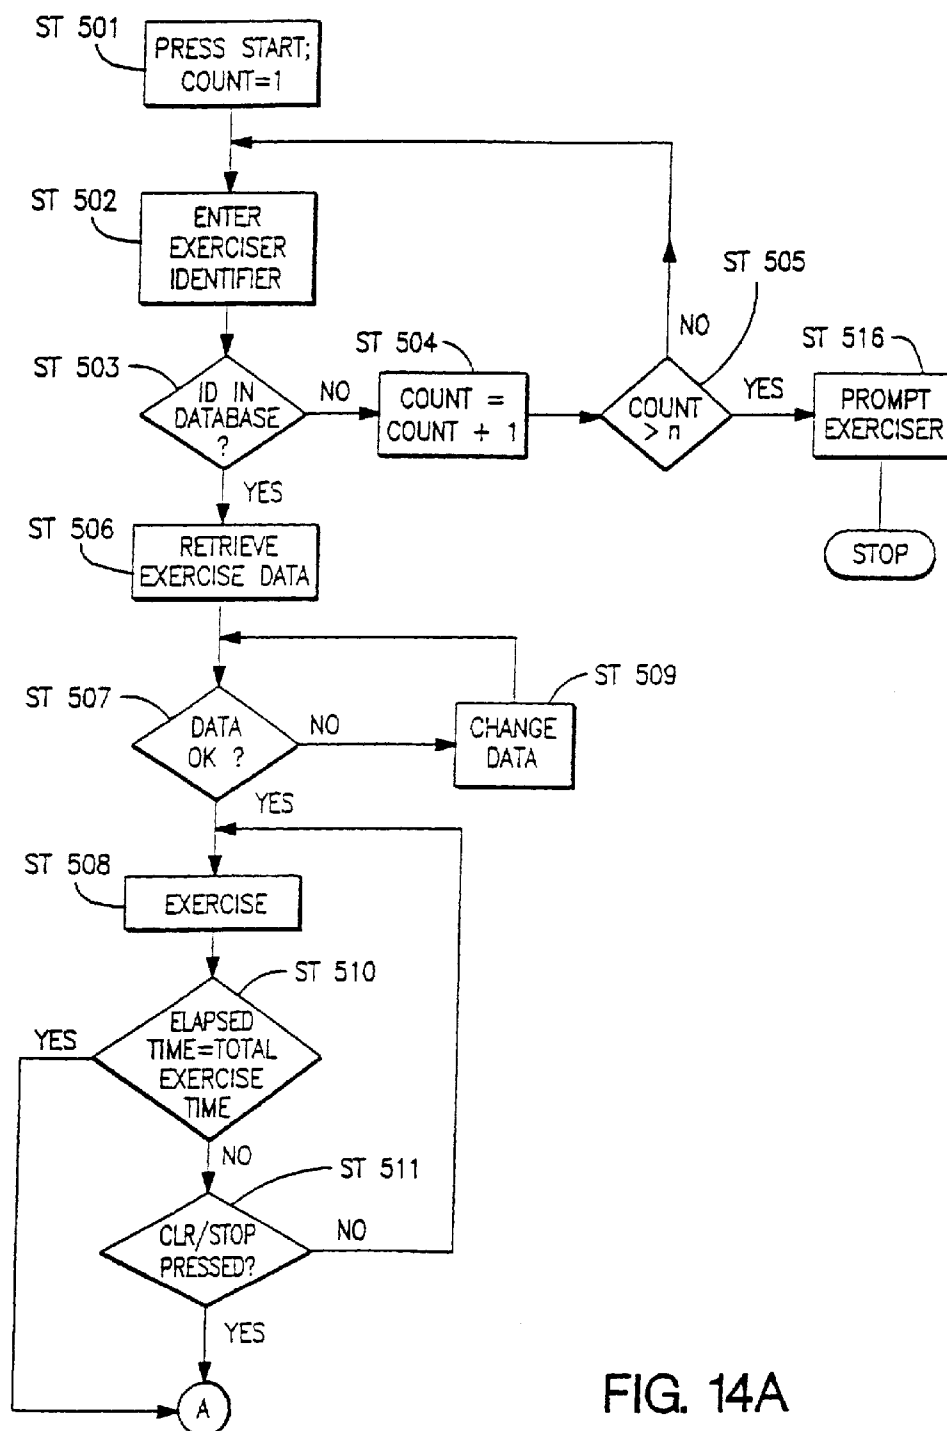 ST 501
PRESS START;
COUNT=1
ST 502
ENTER
EXERCISER
IDENTIFIER
ST 503
ID IN
DATABASE
?
NO
YES
ST 504
COUNT =
COUNT + 1
ST 505
COUNT
> n
NO
YES
ST 516
PROMPT
EXERCISER
STOP
ST 506
RETRIEVE
EXERCISE DATA
ST 507
DATA
OK ?
NO
YES
ST 509
CHANGE
DATA
ST 508
EXERCISE
ST 510
ELAPSED
TIME=TOTAL
EXERCISE
TIME
YES
NO
ST 511
CLR/STOP
PRESSED?
NO
YES
A
FIG. 14A